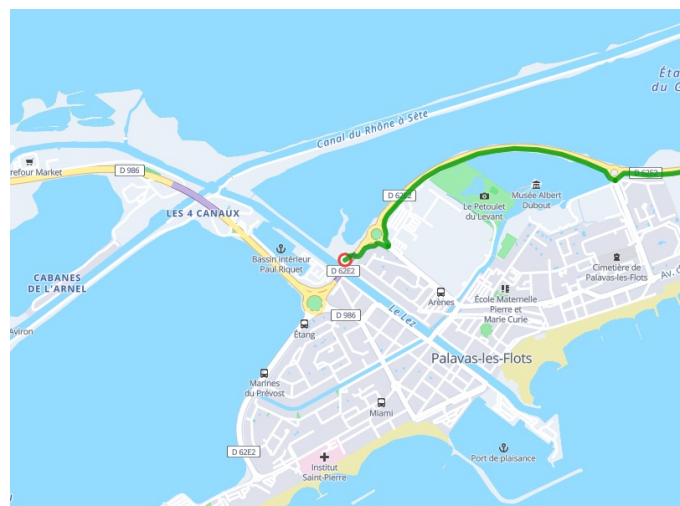 Éta
du G
Canal du Rhône à Sète
refour Market
D 986
D 62E2
D 62E2
Le Petoulet
du Levant
Musée Albert
Dubout
LES 4 CANAUX
Bassin intérieur
Paul Riquet
D 62E2
Cimetière de
Palavas-les-Flots
CABANES
DE L'ARNEL
Av.
Arènes
École Maternelle
Pierre et
Marie Curie
D 986
Le Lez
Aviron
Étang
Palavas-les-Flots
Marines
du Prévost
Miami
D 62E2
Institut
Saint-Pierre
Port de plaisance
u